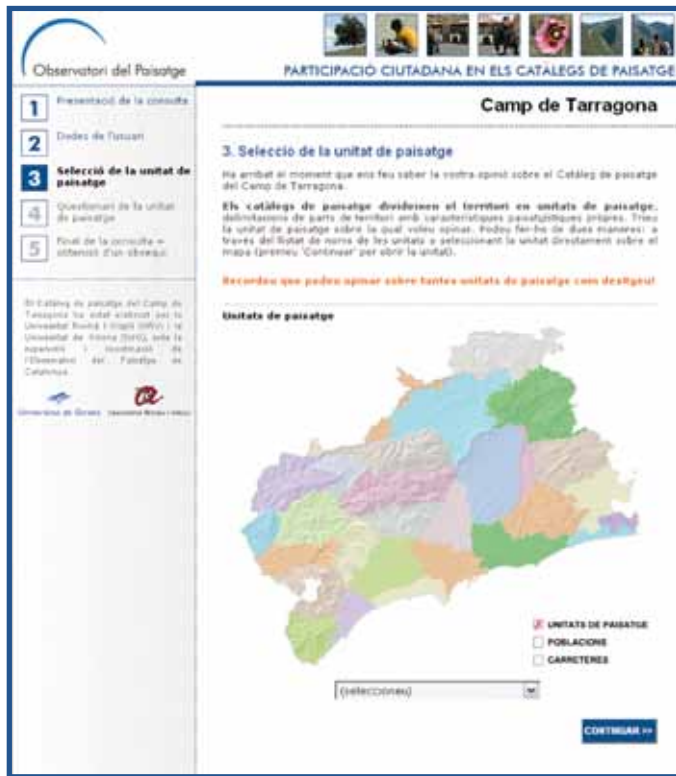 Observatori del Paisatge
PARTICIPACIÓ CIUTADANA EN ELS CATÀLEGS DE PAISATGE
1 Presentació de la consulta
2 Dades de l'usuari
3 Selecció de la unitat de
paisatge
4 Qüestionari de la unitat
de paisatge
5 Final de la consulta =
obtenció d'un obsequi
El Catàleg de paisatge del Camp de
Tarragona ha estat elaborat per la
Universitat Rovira i Virgili (URV) i la
Universitat de Girona (UdG), amb la
supervisió i coordinació de
l'Observatori del Paisatge de
Catalunya.
Universitat de Girona
Camp de Tarragona
3. Selecció de la unitat de paisatge
Ha arribat el moment que ens feu saber la vostra opinió sobre el Catàleg de paisatge
del Camp de Tarragona.
Els catàlegs de paisatge divideixen el territori en unitats de paisatge,
delimitacions de parts de territori amb característiques paisatgístiques pròpies. Trieu
la unitat de paisatge sobre la qual voleu opinar. Podeu fer-ho de dues maneres: a
través del llistat de noms de les unitats o seleccionant la unitat directament sobre el
mapa (premeu 'Continuar' per obrir la unitat).
Recordeu que podeu opinar sobre tantes unitats de paisatge com desitgeu!
Unitats de paisatge
UNITATS DE PAISATGE
POBLACIONS
CARRETERES
(seleccioneu)
CONTINUAR >>